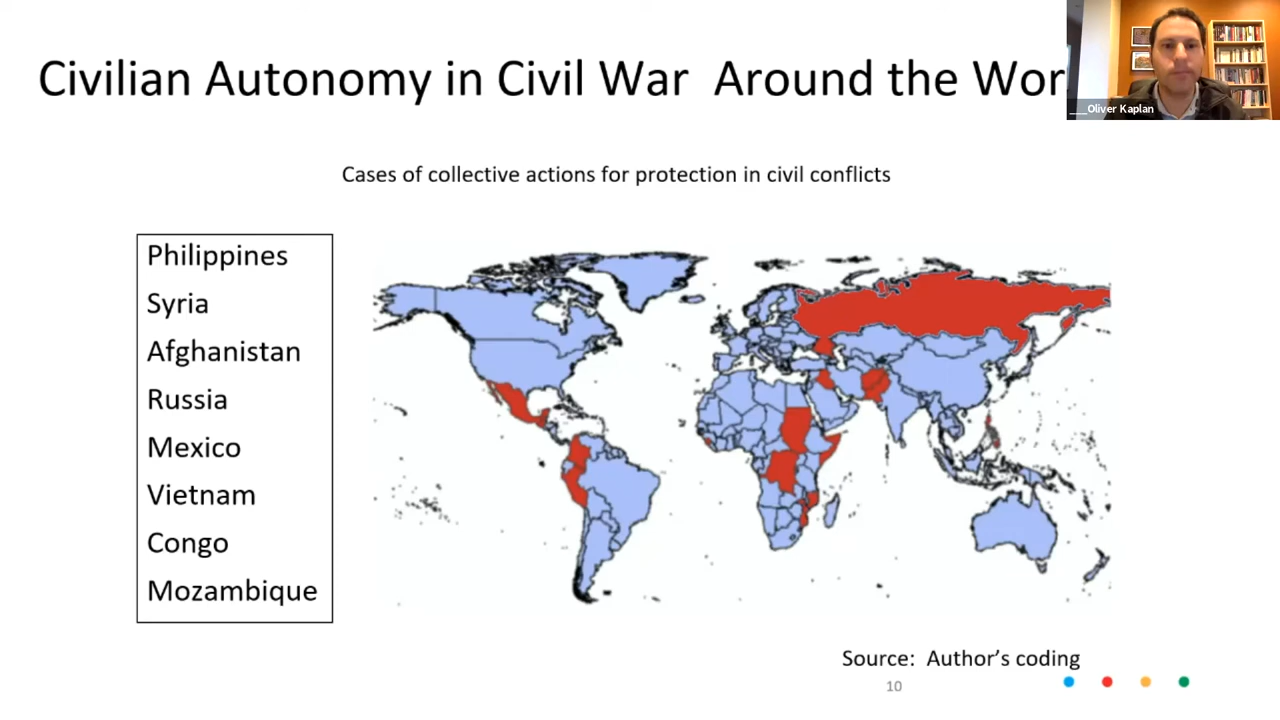 Civilian Autonomy in Civil War Around the Wor
___Oliver Kaplan
Cases of collective actions for protection in civil conflicts
Philippines
Syria
Afghanistan
Russia
Mexico
Vietnam
Congo
Mozambique
Source: Author's coding
10